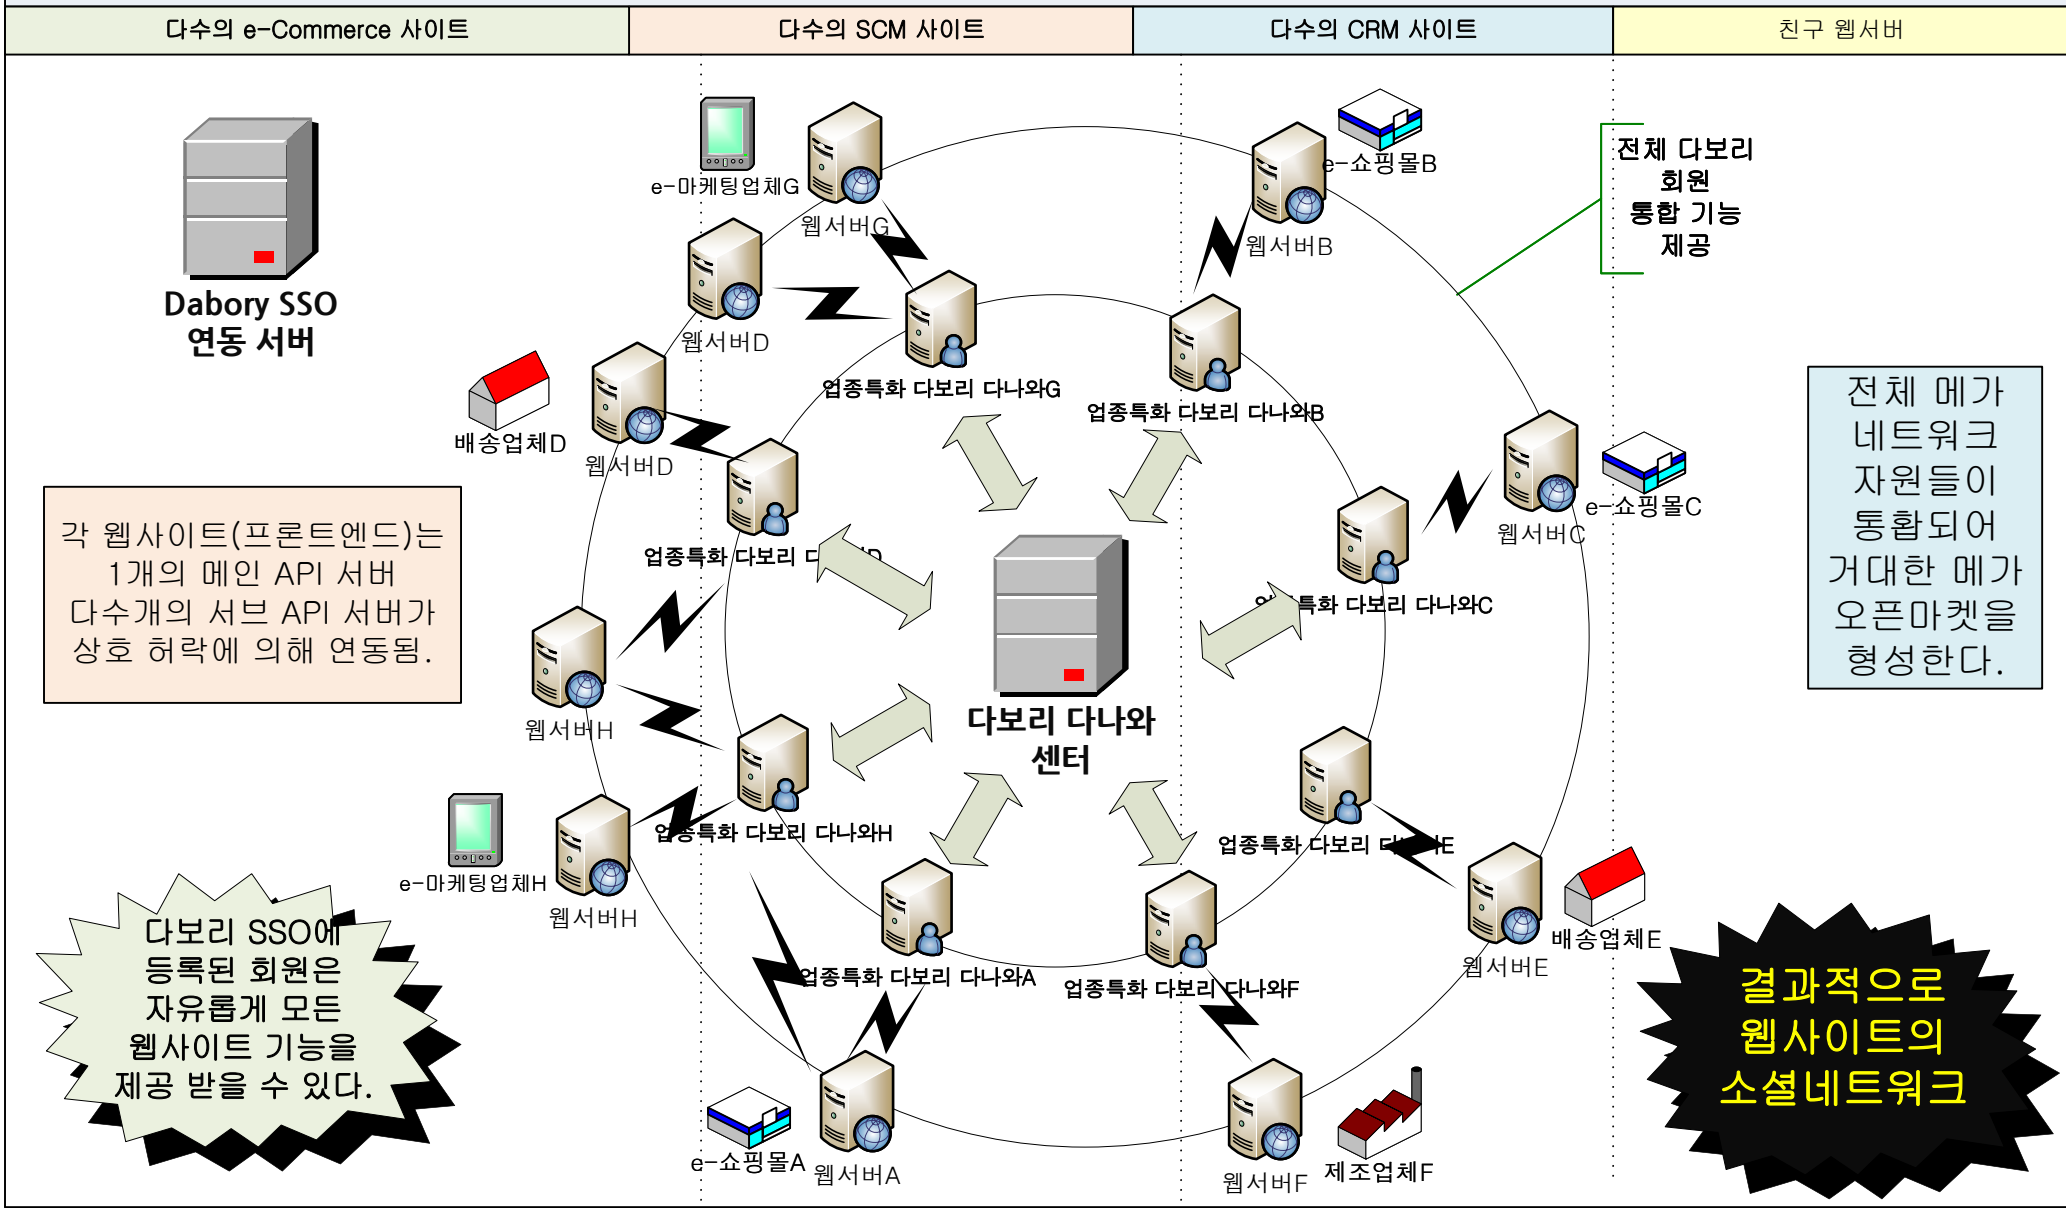 다수의 e-Commerce 사이트
다수의 SCM 사이트
다수의 CRM 사이트
친구 웹서버
Dabory SSO
연동 서버
e-마케팅업체G
웹서버G
웹서버D
배송업체D
웹서버D
e-쇼핑몰B
웹서버B
전체 다보리
회원
통합 기능
제공
업종특화 다보리 다나와G
업종특화 다보리 다나와B
전체 메가
네트워크
자원들이
통홥되어
거대한 메가
오픈마켓을
형성한다.
각 웹사이트(프론트엔드)는
1개의 메인 API 서버
다수개의 서브 API 서버가
상호 허락에 의해 연동됨.
업종특화 다보리
e-쇼핑몰C
웹서버C
특화 다보리 다나와C
웹서버H
다보리 다나와
센터
e-마케팅업체H
웹서버H
업종특화 다보리 다나와H
업종특화 다보리
배송업체E
웹서버E
다보리 SSO에
등록된 회원은
자유롭게 모든
웹사이트 기능을
제공 받을 수 있다.
업종특화 다보리 다나와A
업종특화 다보리 다나와F
결과적으로
웹사이트의
소셜네트워크
e-쇼핑몰A
웹서버A
웹서버F
제조업체F